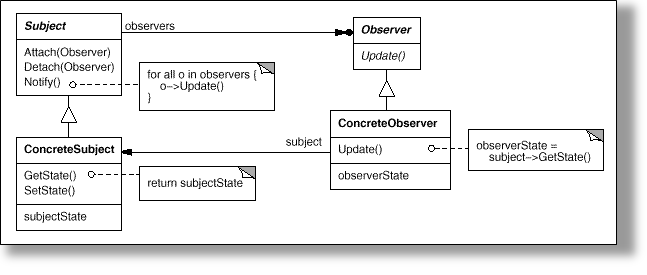 Subject
observers
Observer
Attach(Observer)
Detach(Observer)
Notify()
Update()
for all o in observers {
o->Update()
}
ConcreteSubject
subject
ConcreteObserver
GetState()
SetState()
return subjectState
Update()
observerState =
subject->GetState()
subjectState
observerState